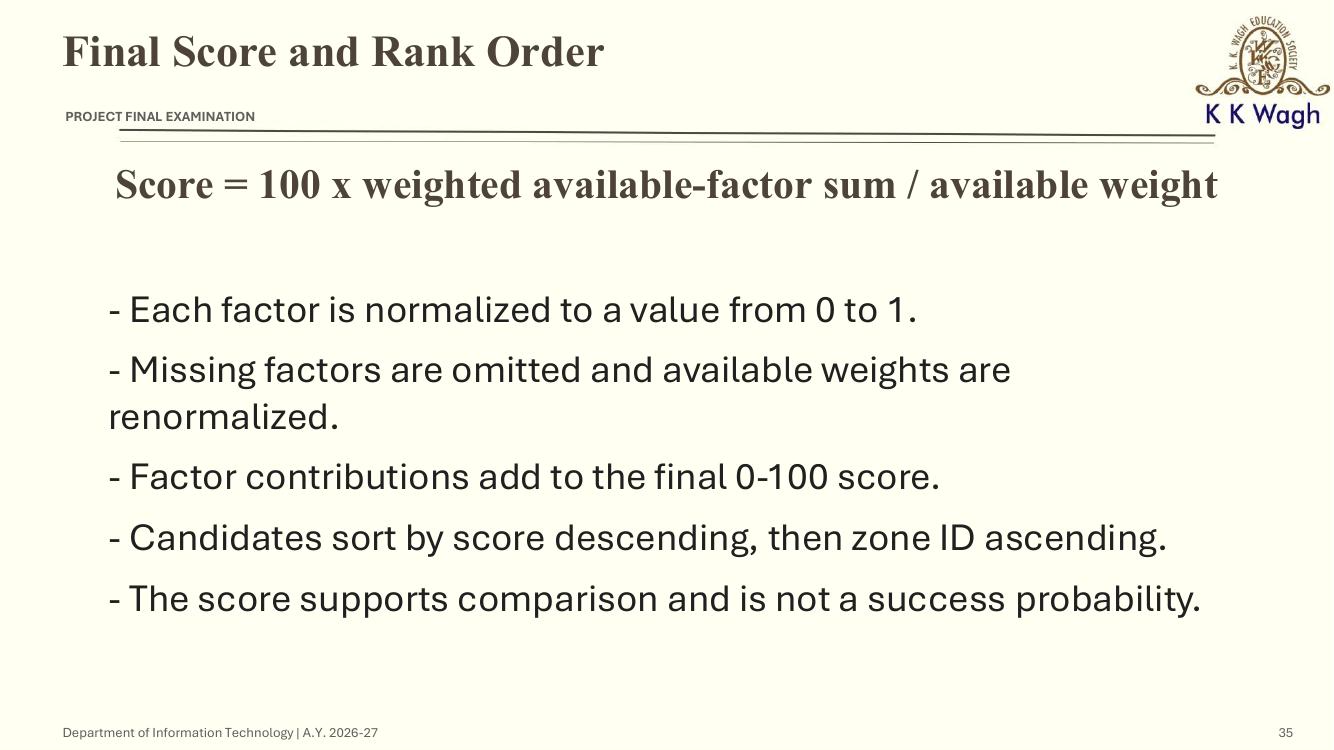 Final Score and Rank Order
K. K. WAGH EDUCATION SOCIETY
K K Wagh
PROJECT FINAL EXAMINATION
Score = 100 x weighted available-factor sum / available weight
- Each factor is normalized to a value from 0 to 1.
- Missing factors are omitted and available weights are
renormalized.
- Factor contributions add to the final 0-100 score.
- Candidates sort by score descending, then zone ID ascending.
- The score supports comparison and is not a success probability.
Department of Information Technology | A.Y. 2026-27
35